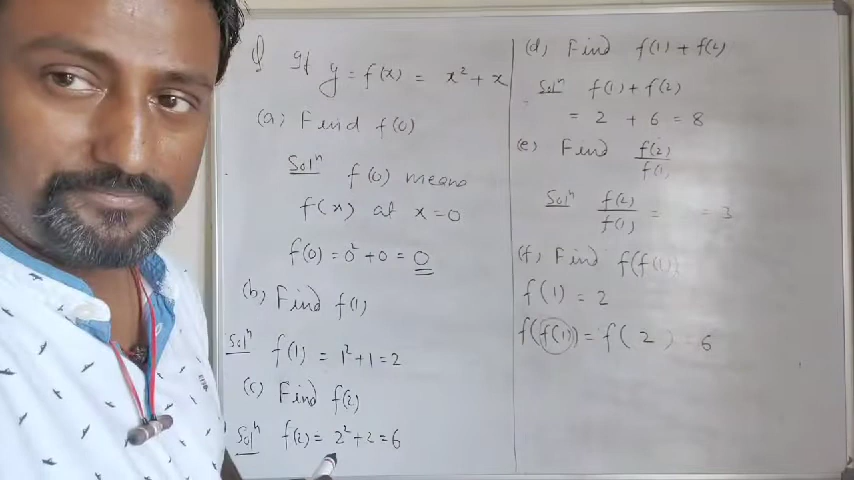 Q If y = f(x) = x² + x
(a) Find f(0)
Solⁿ f(0) means
f(x) at x = 0
f(0) = 0² + 0 = 0
(b) Find f(1)
Solⁿ f(1) = 1² + 1 = 2
(c) Find f(2)
Solⁿ f(2) = 2² + 2 = 6
(d) Find f(1) + f(2)
Solⁿ f(1) + f(2)
= 2 + 6 = 8
(e) Find f(2)/f(1)
Solⁿ f(2)/f(1) = = 3
(f) Find f(f(1))
f(1) = 2
f(f(1)) = f(2) = 6